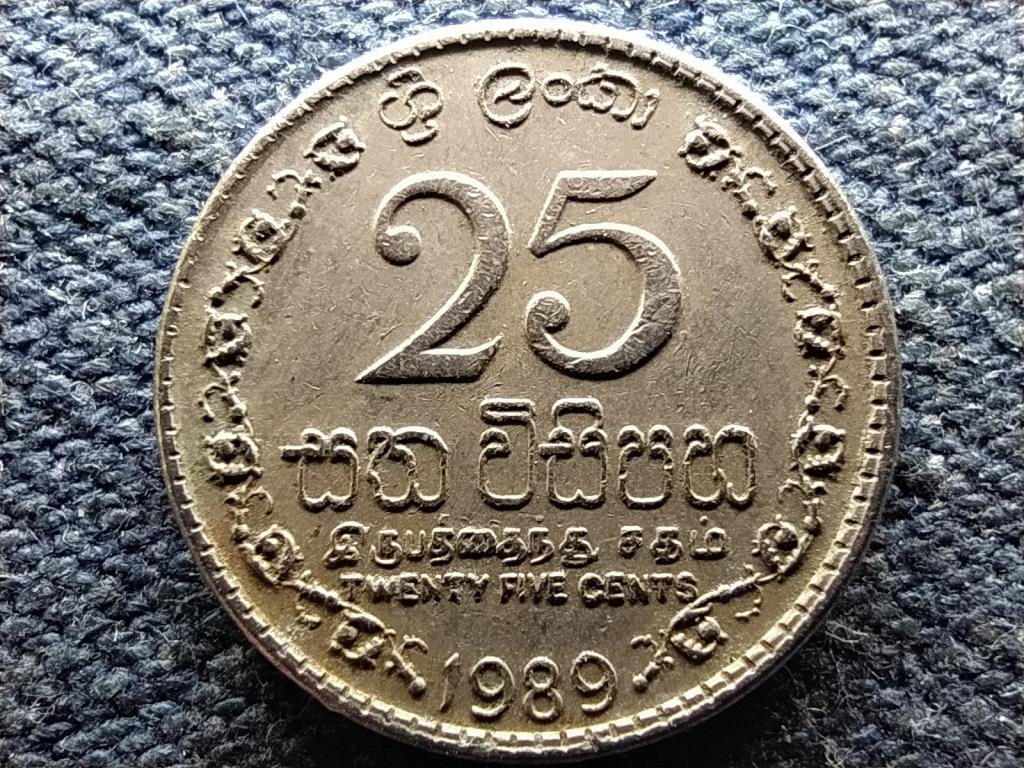 ශ්‍රී ලංකා
25
සත විසිපහ
இருபத்தைந்து சதம்
TWENTY FIVE CENTS
1989